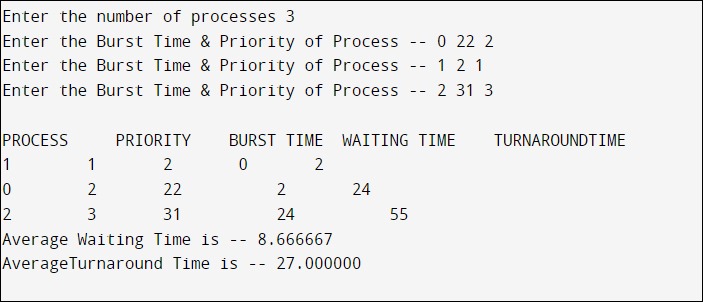 Enter the number of processes 3
Enter the Burst Time & Priority of Process -- 0 22 2
Enter the Burst Time & Priority of Process -- 1 2 1
Enter the Burst Time & Priority of Process -- 2 31 3
PROCESS PRIORITY BURST TIME WAITING TIME TURNAROUNDTIME
1 1 2 0 2
0 2 22 2 24
2 3 31 24 55
Average Waiting Time is -- 8.666667
AverageTurnaround Time is -- 27.000000